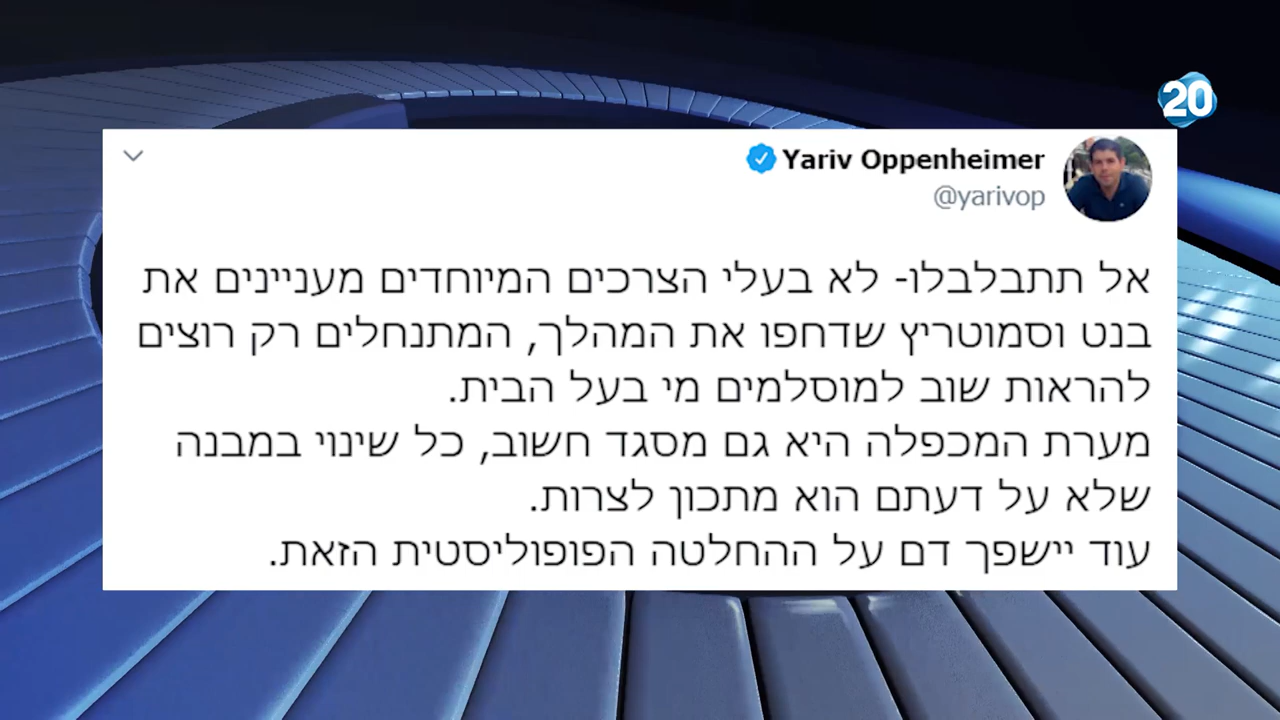 20
Yariv Oppenheimer
@yarivop
אל תתבלבלו- לא בעלי הצרכים המיוחדים מעניינים את
בנט וסמוטריץ שדחפו את המהלך, המתנחלים רק רוצים
להראות שוב למוסלמים מי בעל הבית.
מערת המכפלה היא גם מסגד חשוב, כל שינוי במבנה
שלא על דעתם הוא מתכון לצרות.
עוד יישפך דם על ההחלטה הפופוליסטית הזאת.